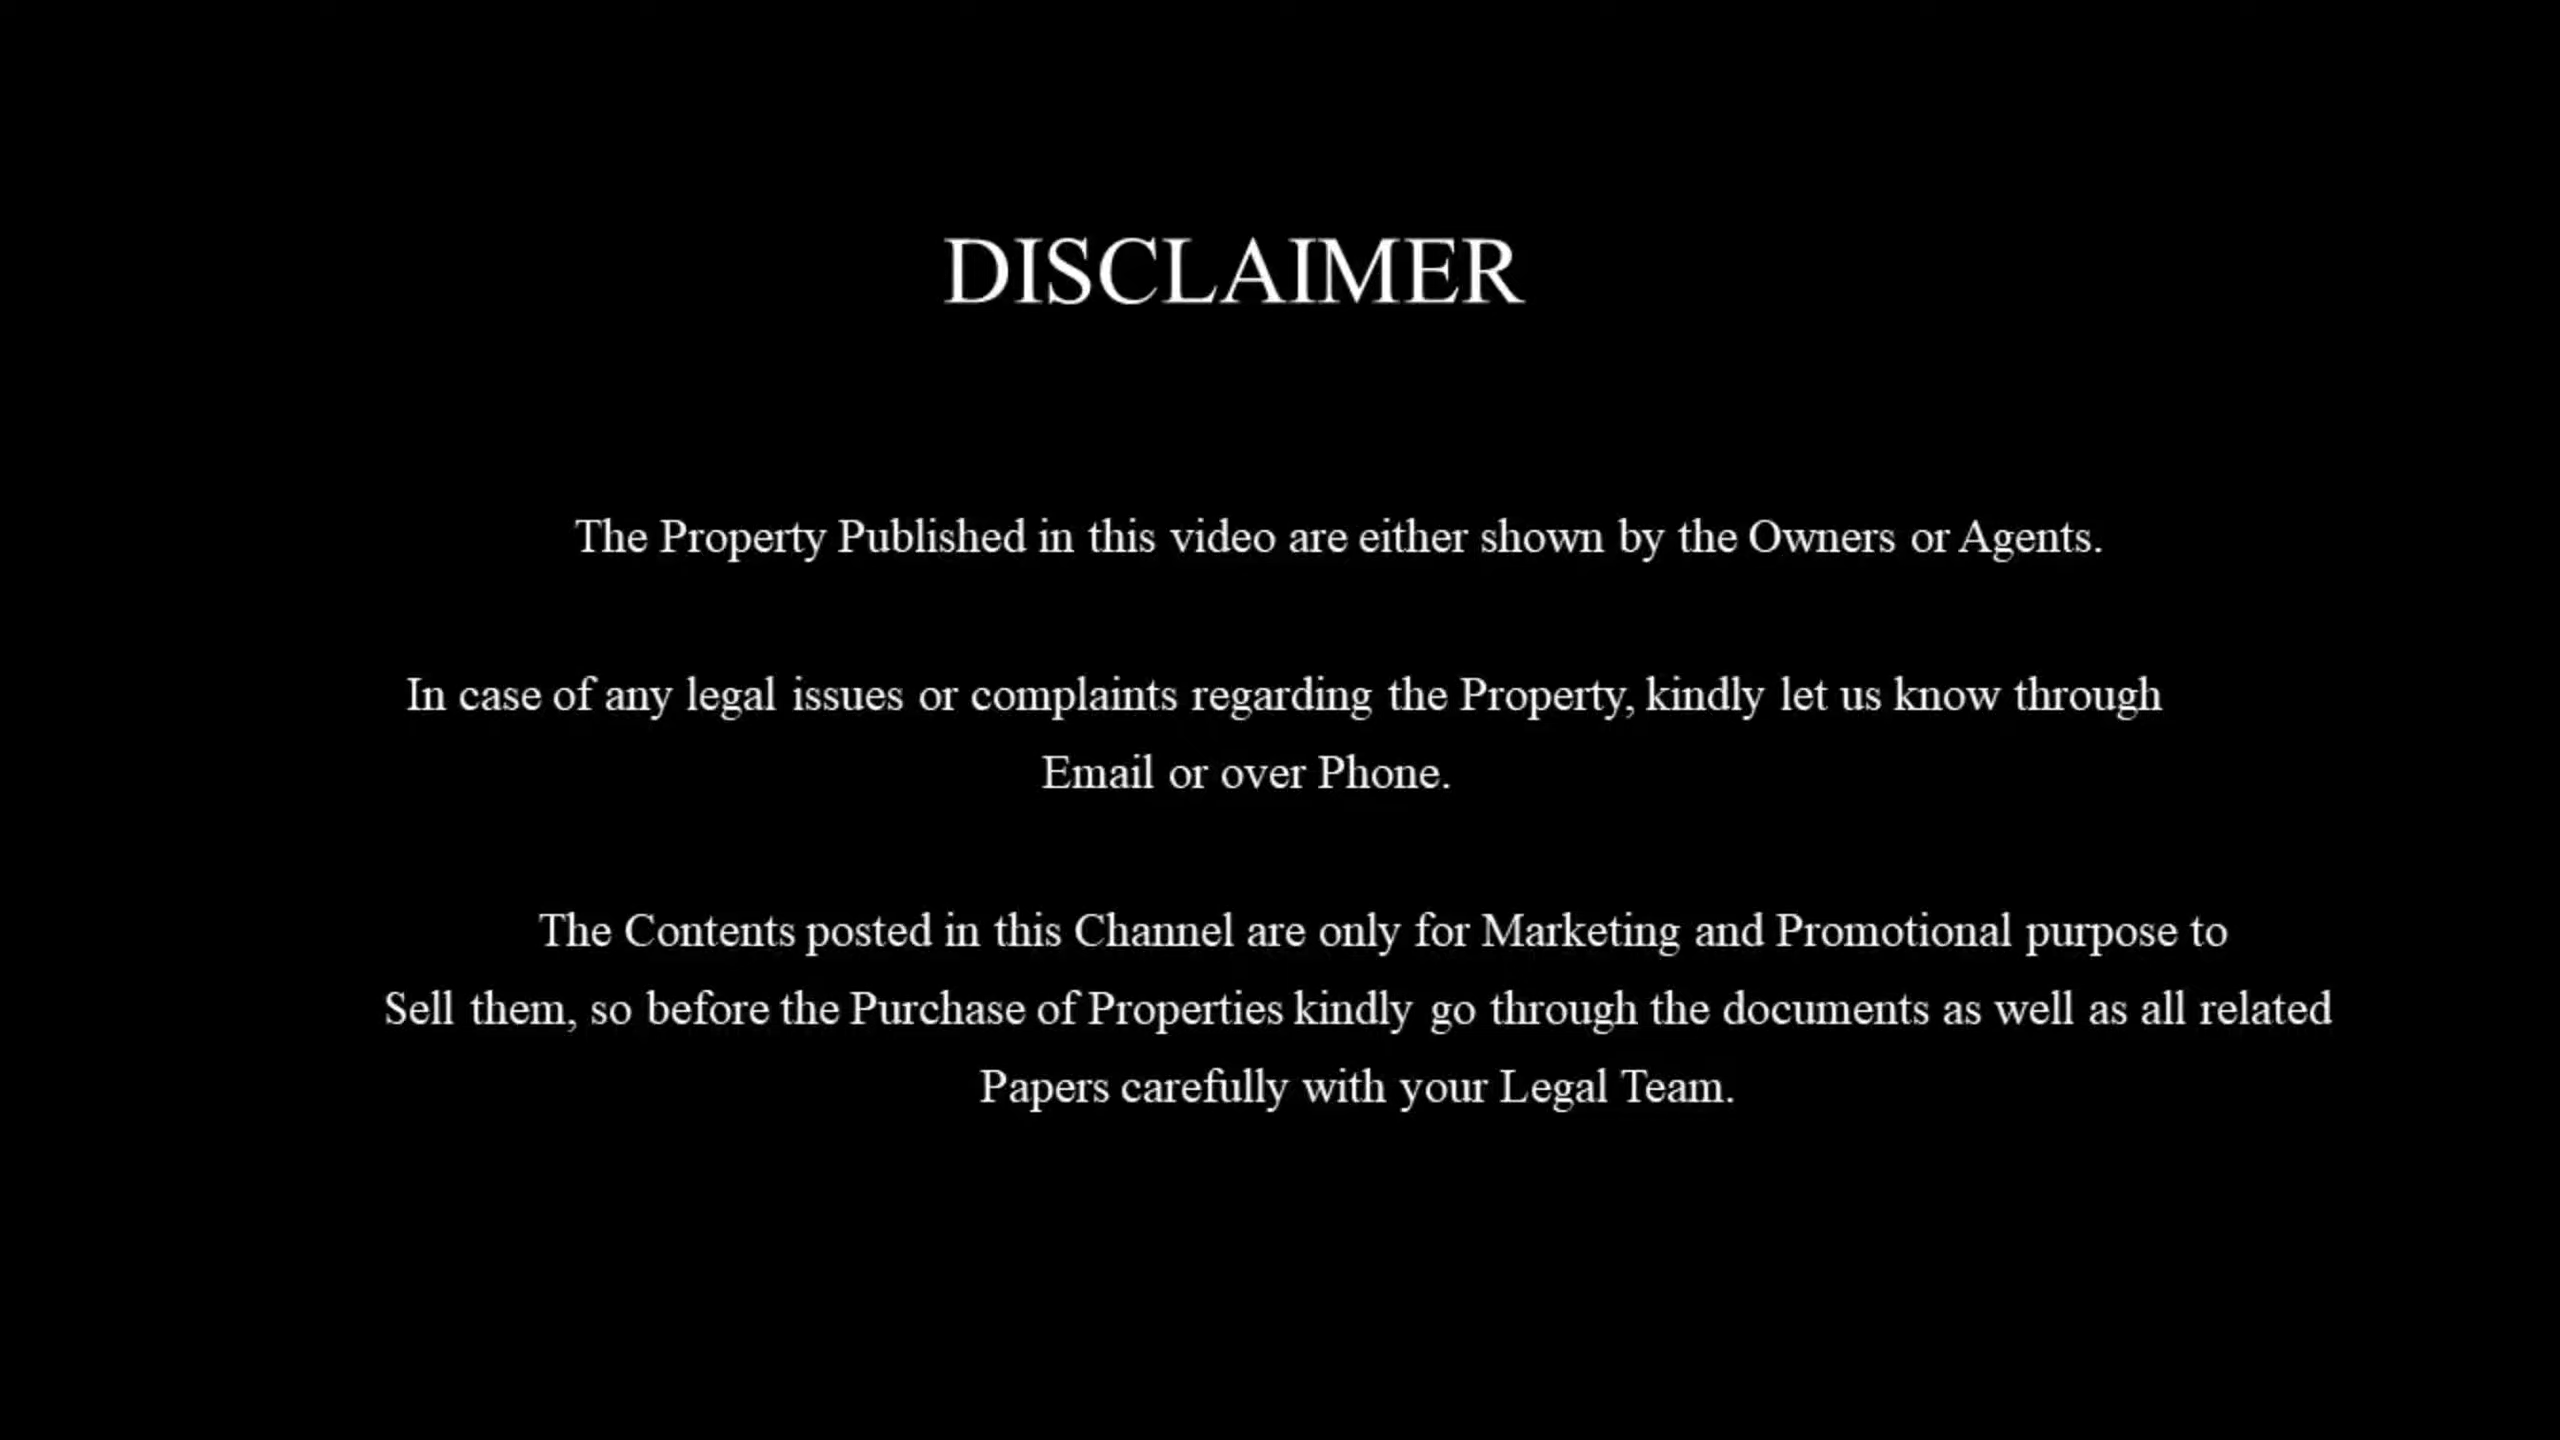 DISCLAIMER
The Property Published in this video are either shown by the Owners or Agents.
In case of any legal issues or complaints regarding the Property, kindly let us know through
Email or over Phone.
The Contents posted in this Channel are only for Marketing and Promotional purpose to
Sell them, so before the Purchase of Properties kindly go through the documents as well as all related
Papers carefully with your Legal Team.